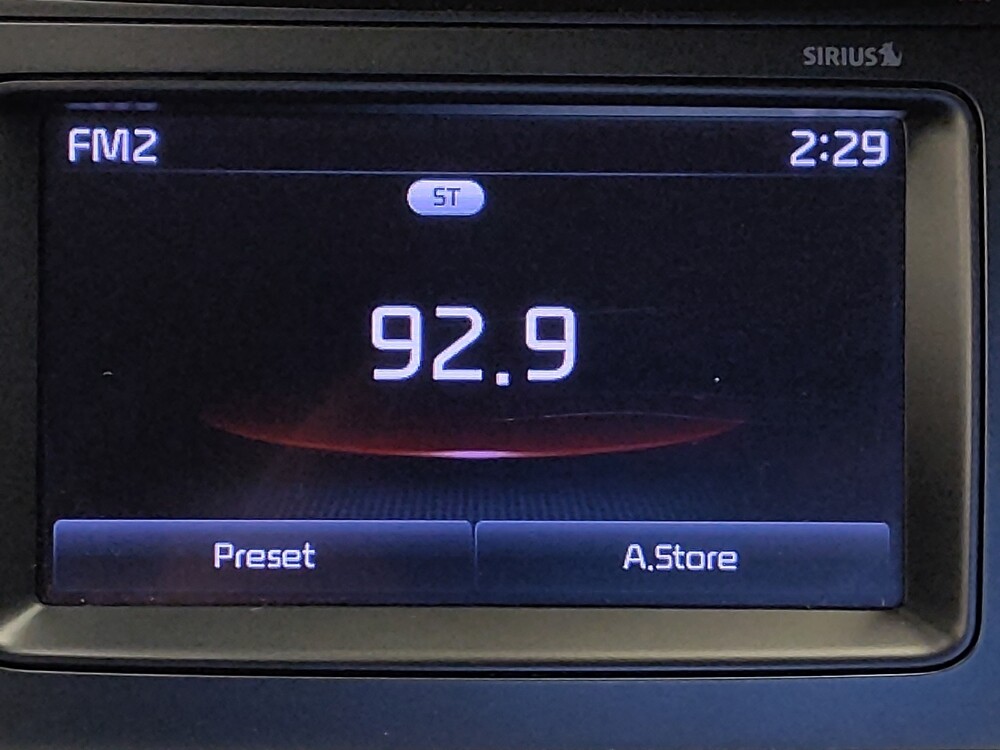 SIRIUS
FM2 2:29
ST
92.9
Preset A.Store